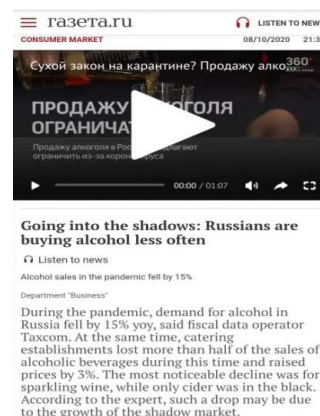 газета.ru
LISTEN TO NEW
CONSUMER MARKET
08/10/2020 21:3
Сухой закон на карантине? Продажу алко...
360°
ПРОДАЖУ
ОГРАНИЧА
Продажу алкоголя в
ограничить из-за
00:00 / 01:07
Going into the shadows: Russians are
buying alcohol less often
Listen to news
Alcohol sales in the pandemic fell by 15%
Department "Business"
During the pandemic, demand for alcohol in
Russia fell by 15% yoy, said fiscal data operator
Taxcom. At the same time, catering
establishments lost more than half of the sales of
alcoholic beverages during this time and raised
prices by 3%. The most noticeable decline was for
sparkling wine, while only cider was in the black.
According to the expert, such a drop may be due
to the growth of the shadow market.